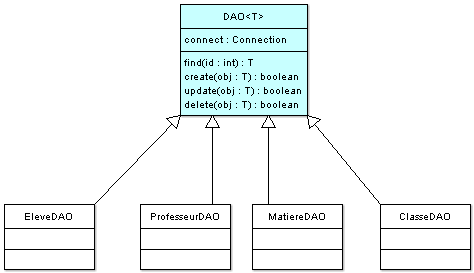 DAO<T>
connect : Connection
find(id : int) : T
create(obj : T) : boolean
update(obj : T) : boolean
delete(obj : T) : boolean
EleveDAO
ProfesseurDAO
MatiereDAO
ClasseDAO